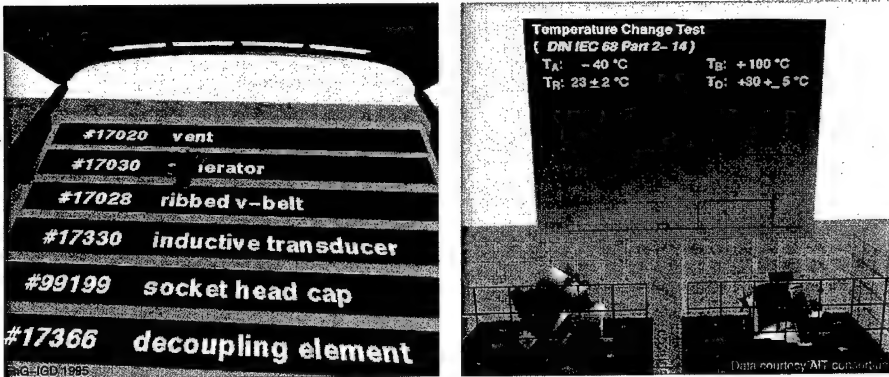 #17020 vent
#17030 lerator
#17028 ribbed v-belt
#17330 inductive transducer
#99199 socket head cap
#17366 decoupling element
Temperature Change Test
( DIN IEC 68 Part 2-14 )
TA: - 40 °C TB: + 100 °C
TR: 23 ± 2 °C TD: +30 +_ 5 °C
Data courtesy AIT consortium